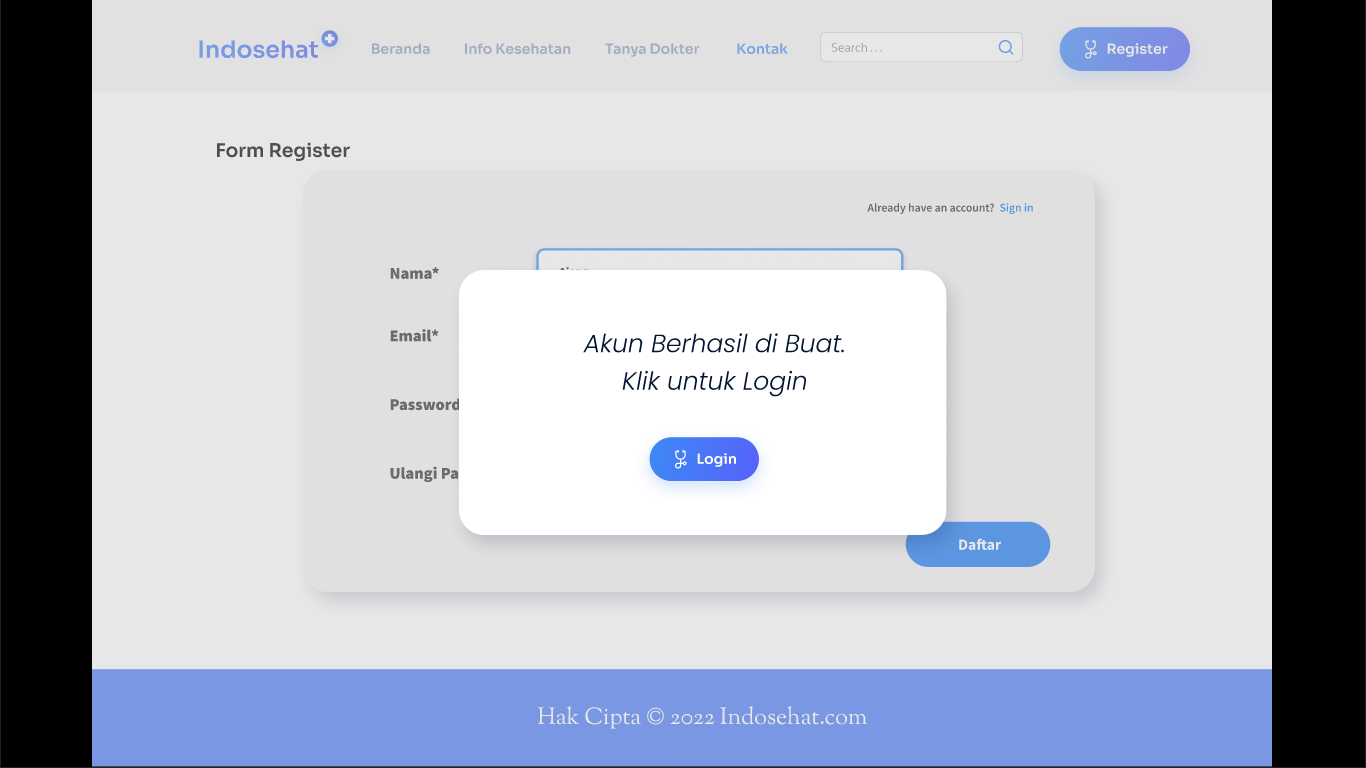 Indosehat
Beranda
Info Kesehatan
Tanya Dokter
Kontak
Search . . .
Register
Form Register
Already have an account? Sign in
Nama*
Email*
Password
Ulangi Pa
Akun Berhasil di Buat.
Klik untuk Login
Login
Daftar
Hak Cipta © 2022 Indosehat.com